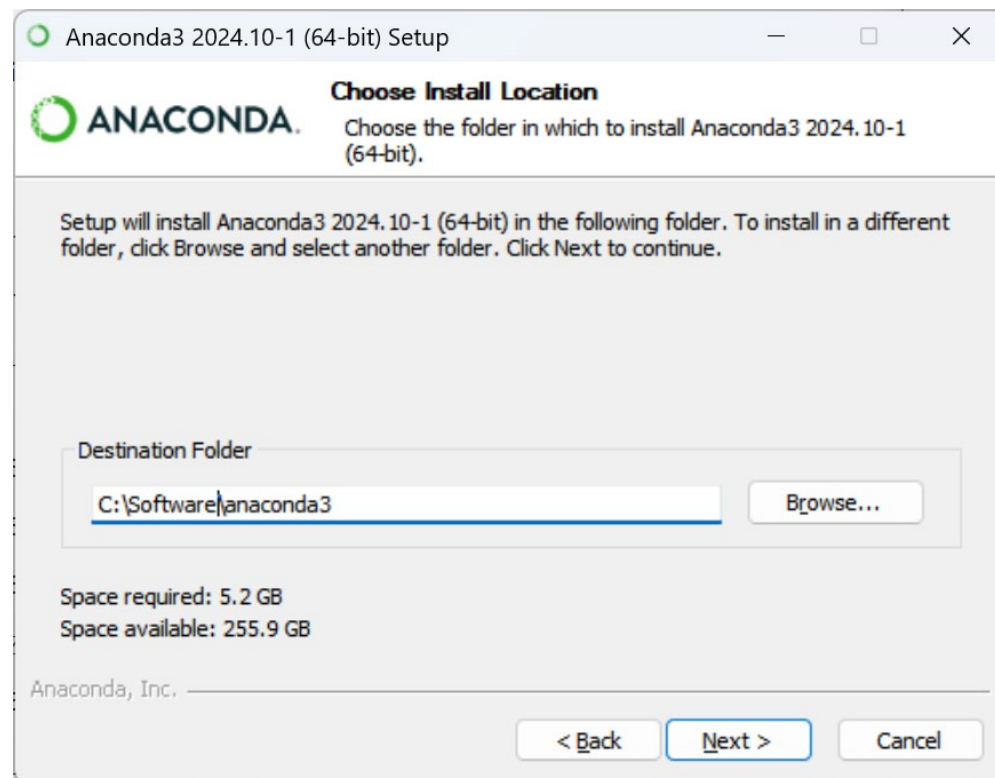 Anaconda3 2024.10-1 (64-bit) Setup
ANACONDA.
Choose Install Location
Choose the folder in which to install Anaconda3 2024.10-1
(64-bit).
Setup will install Anaconda3 2024.10-1 (64-bit) in the following folder. To install in a different
folder, click Browse and select another folder. Click Next to continue.
Destination Folder
C:\Software\anaconda3
Browse...
Space required: 5.2 GB
Space available: 255.9 GB
Anaconda, Inc.
< Back
Next >
Cancel